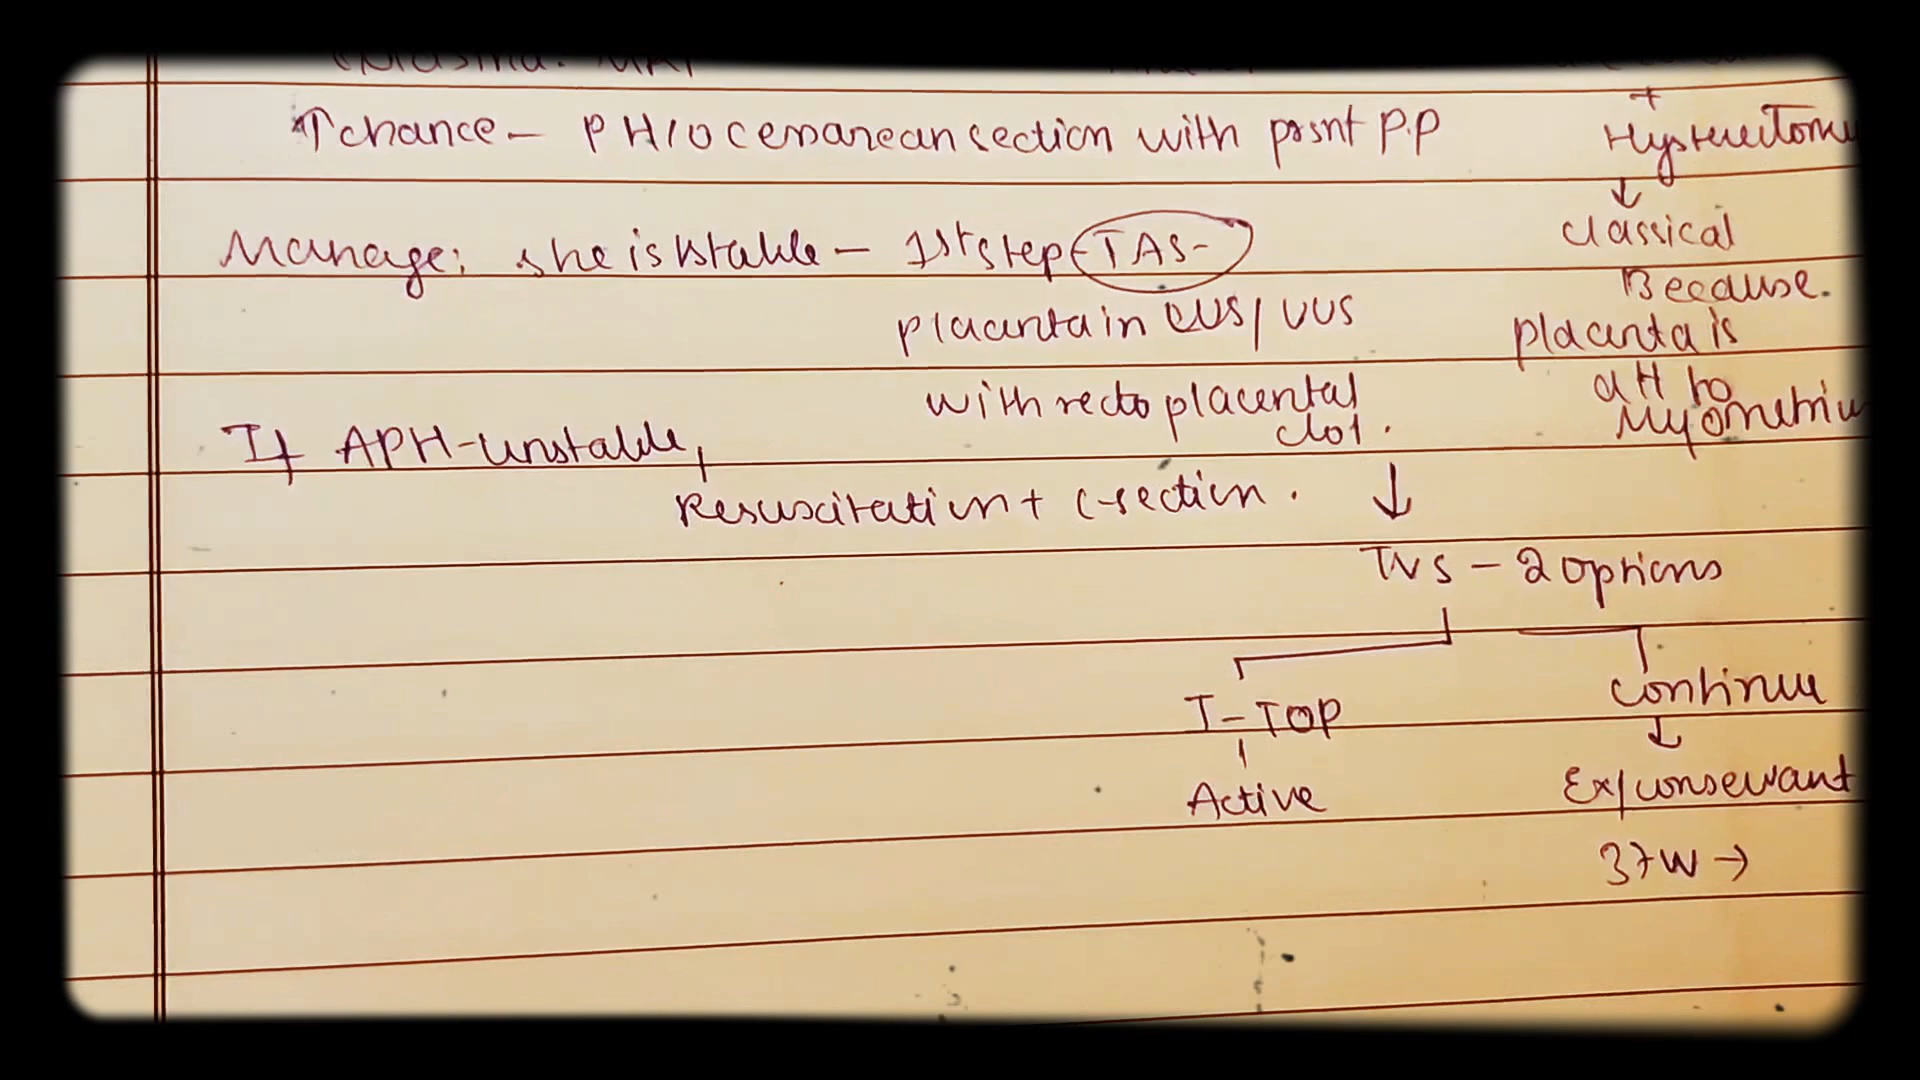 ↑chance - PH/O cesarean section with prsnt P.P
+
Hysterectomy
↓
classical
Because.
placenta is
att to
Myometrium
Manage: she is stable - 1st step - TAS -
placenta in LUS/UUS
with recto placental
clot.
If APH-unstable,
Resuscitation + C-section.
↓
TVS - 2 options
I-TOP
Active
continue
↓
Ex/conservant
37W →